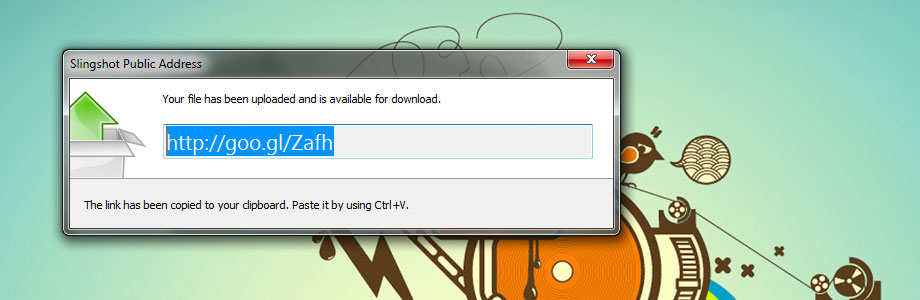 Slingshot Public Address
Your file has been uploaded and is available for download.
http://goo.gl/Zafh
The link has been copied to your clipboard. Paste it by using Ctrl+V.